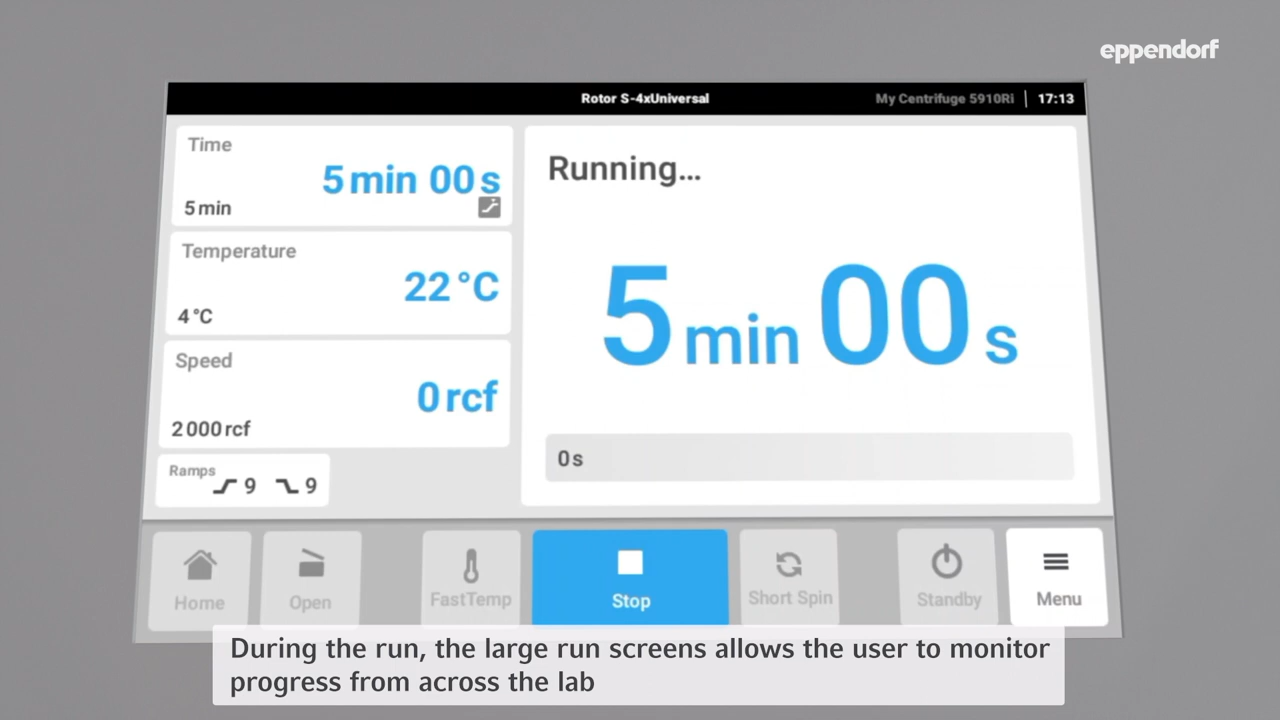 eppendorf
Rotor S-4xUniversal
My Centrifuge 5910Ri | 17:13
Time
5 min 00 s
5 min
Temperature
22 °C
4 °C
Speed
0 rcf
2 000 rcf
Ramps
9 9
Running...
5 min 00 s
0 s
Home
Open
FastTemp
Stop
Short Spin
Standby
Menu
During the run, the large run screens allows the user to monitor
progress from across the lab